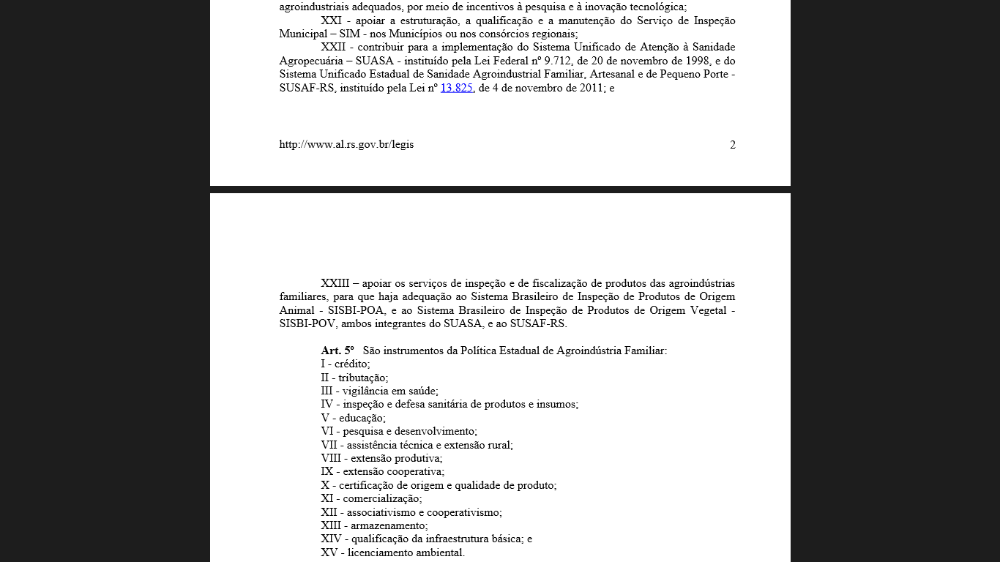 agroindustriais adequados, por meio de incentivos à pesquisa e à inovação tecnológica;
XXI - apoiar a estruturação, a qualificação e a manutenção do Serviço de Inspeção
Municipal – SIM - nos Municípios ou nos consórcios regionais;
XXII - contribuir para a implementação do Sistema Unificado de Atenção à Sanidade
Agropecuária – SUASA - instituído pela Lei Federal nº 9.712, de 20 de novembro de 1998, e do
Sistema Unificado Estadual de Sanidade Agroindustrial Familiar, Artesanal e de Pequeno Porte -
SUSAF-RS, instituído pela Lei nº 13.825, de 4 de novembro de 2011; e
http://www.al.rs.gov.br/legis 2
XXIII – apoiar os serviços de inspeção e de fiscalização de produtos das agroindústrias
familiares, para que haja adequação ao Sistema Brasileiro de Inspeção de Produtos de Origem
Animal - SISBI-POA, e ao Sistema Brasileiro de Inspeção de Produtos de Origem Vegetal -
SISBI-POV, ambos integrantes do SUASA, e ao SUSAF-RS.
Art. 5º São instrumentos da Política Estadual de Agroindústria Familiar:
I - crédito;
II - tributação;
III - vigilância em saúde;
IV - inspeção e defesa sanitária de produtos e insumos;
V - educação;
VI - pesquisa e desenvolvimento;
VII - assistência técnica e extensão rural;
VIII - extensão produtiva;
IX - extensão cooperativa;
X - certificação de origem e qualidade de produto;
XI - comercialização;
XII - associativismo e cooperativismo;
XIII - armazenamento;
XIV - qualificação da infraestrutura básica; e
XV - licenciamento ambiental.